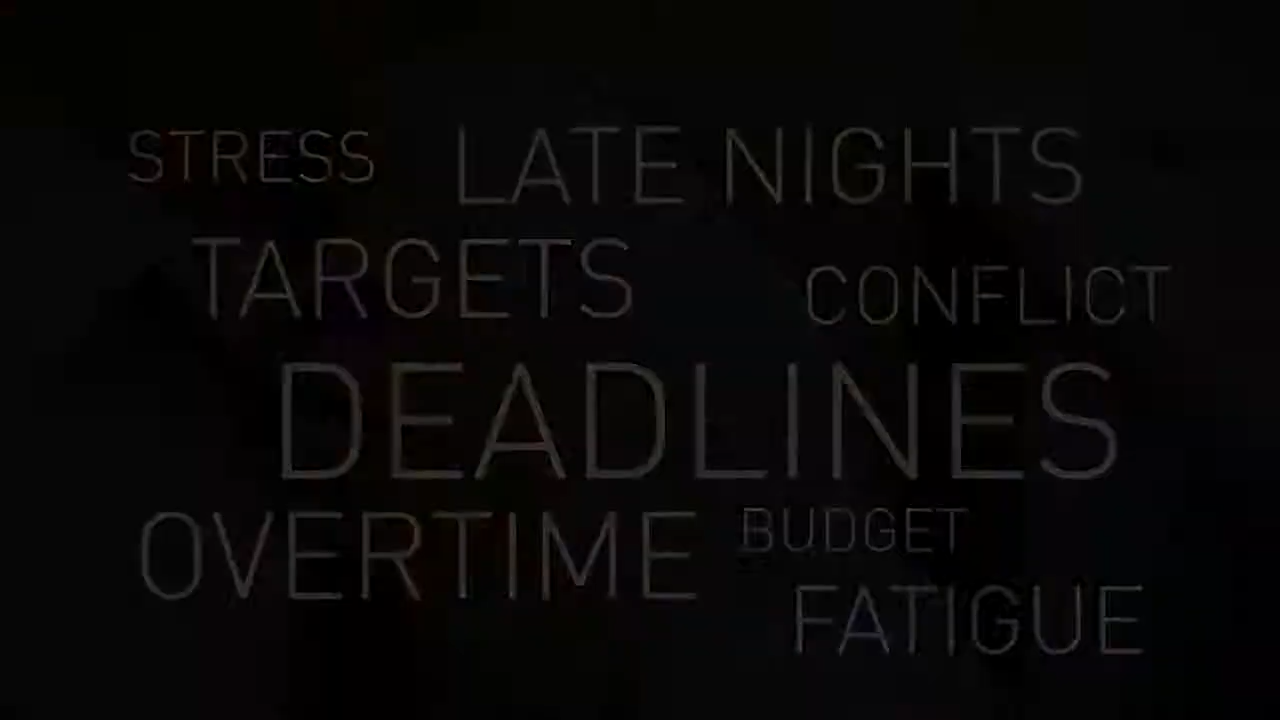 STRESS LATE NIGHTS
TARGETS CONFLICT
DEADLINES
OVERTIME BUDGET
FATIGUE